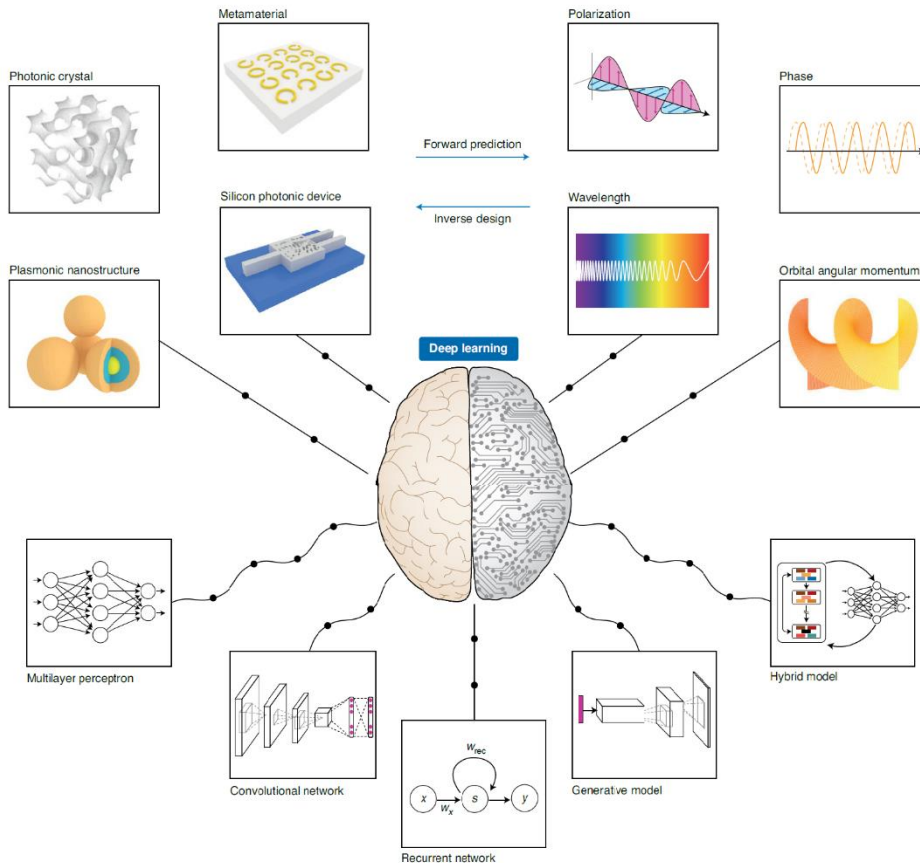 Metamaterial
Polarization
Photonic crystal
Phase
Forward prediction
Silicon photonic device
Inverse design
Wavelength
Plasmonic nanostructure
Orbital angular momentum
Deep learning
Multilayer perceptron
Hybrid model
Convolutional network
Generative model
w_rec
x
s
y
w_x
Recurrent network